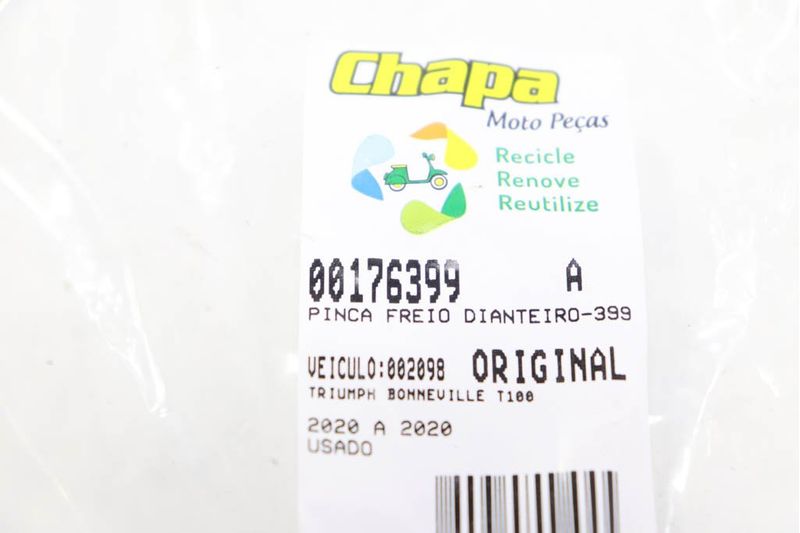 Chapa
Moto Peças
Recicle
Renove
Reutilize
00176399 A
PINCA FREIO DIANTEIRO-399
VEICULO:002098 ORIGINAL
TRIUMPH BONNEVILLE T100
2020 A 2020
USADO